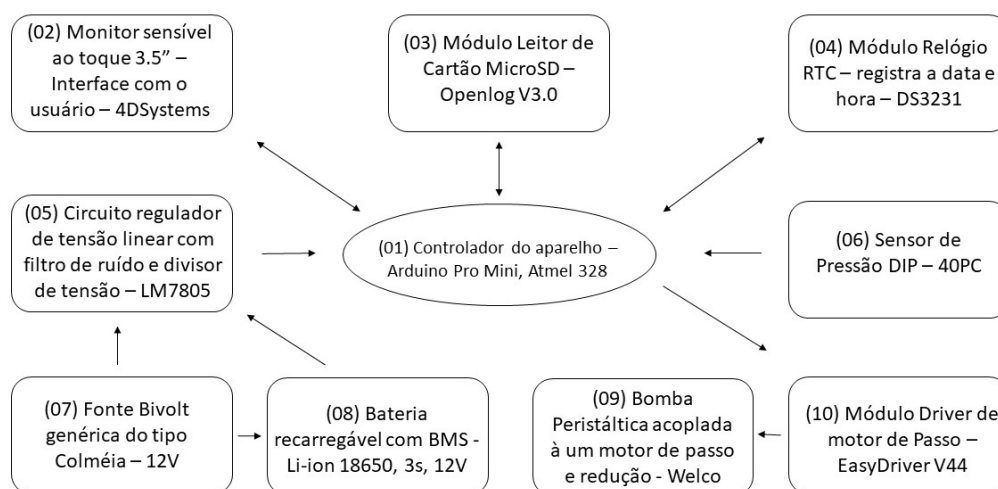 (02) Monitor sensível
ao toque 3.5” –
Interface com o
usuário – 4DSystems
(03) Módulo Leitor de
Cartão MicroSD –
Openlog V3.0
(04) Módulo Relógio
RTC – registra a data e
hora – DS3231
(05) Circuito regulador
de tensão linear com
filtro de ruído e divisor
de tensão – LM7805
(01) Controlador do aparelho –
Arduino Pro Mini, Atmel 328
(06) Sensor de
Pressão DIP – 40PC
(07) Fonte Bivolt
genérica do tipo
Colméia – 12V
(08) Bateria
recarregável com BMS -
Li-ion 18650, 3s, 12V
(09) Bomba
Peristáltica acoplada
à um motor de passo
e redução - Welco
(10) Módulo Driver de
motor de Passo –
EasyDriver V44